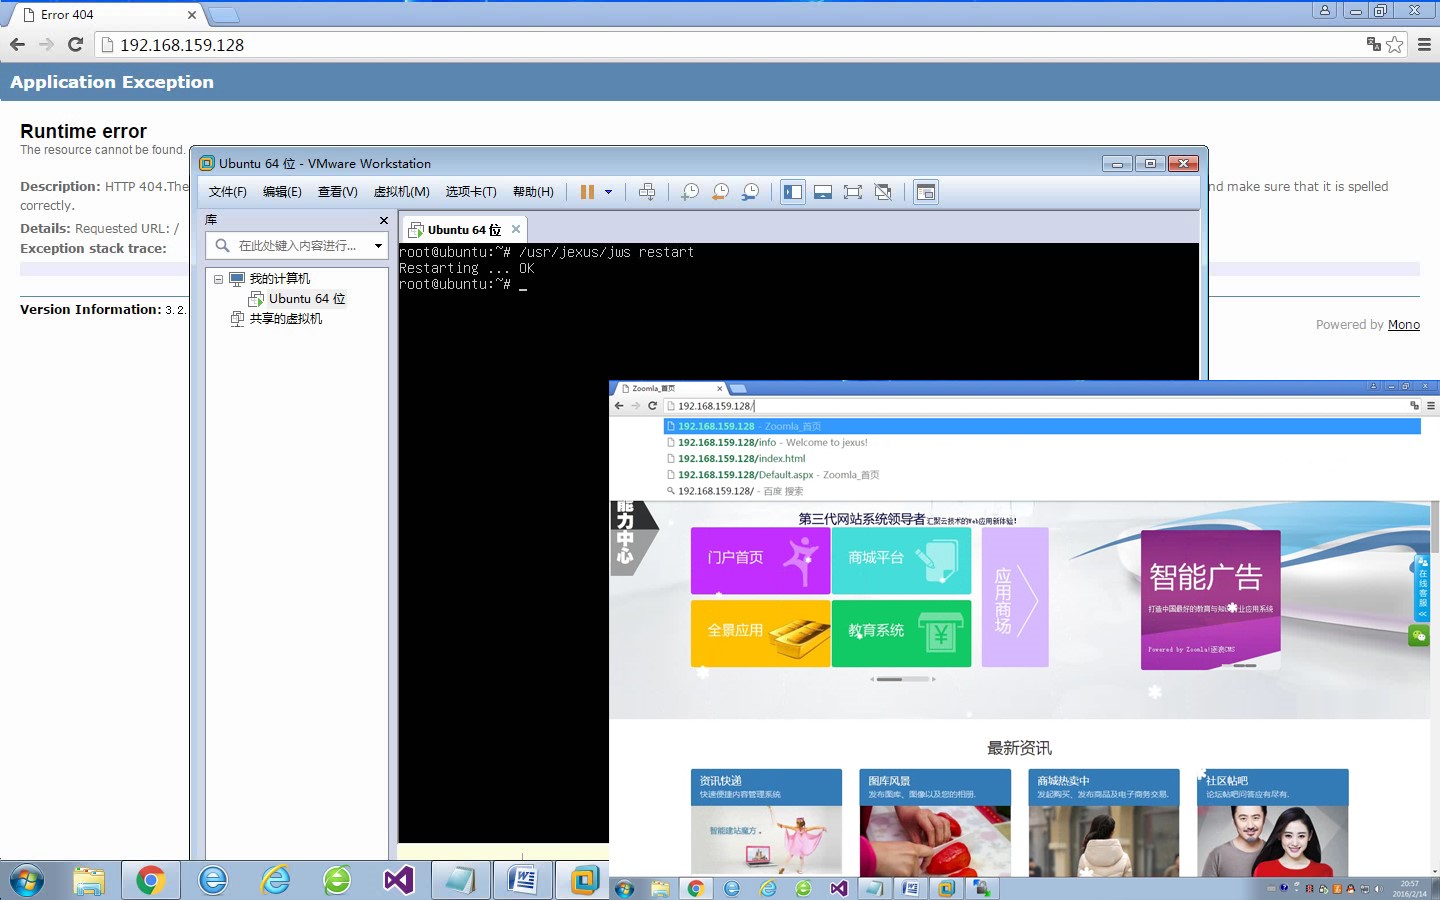 Error 404
192.168.159.128
Application Exception
Runtime error
The resource cannot be found.
Description: HTTP 404.The
nd make sure that it is spelled
correctly.
Details: Requested URL: /
Exception stack trace:
Version Information: 3.2.
Powered by Mono
Ubuntu 64 位 - VMware Workstation
文件(F) 编辑(E) 查看(V) 虚拟机(M) 选项卡(T) 帮助(H)
库
在此处键入内容进行...
我的计算机
Ubuntu 64 位
共享的虚拟机
Ubuntu 64 位
root@ubuntu:~# /usr/jexus/jws restart
Restarting ... OK
root@ubuntu:~# _
Zoomla_首页
192.168.159.128/
192.168.159.128 - Zoomla_首页
192.168.159.128/info - Welcome to jexus!
192.168.159.128/index.html
192.168.159.128/Default.aspx - Zoomla_首页
192.168.159.128/ - 百度 搜索
能力中心
第三代网站系统领导者 汇聚云技术的Web应用新体验!
门户首页
商城平台
全景应用
教育系统
应用商场
智能广告
打造中国最好的教育与知识业应用系统
Powered by Zoomla!逐浪CMS
在线客服
<<
最新资讯
资讯快递
快速便捷内容管理系统
智能建站魔方
图库风景
发布图库、图像以及您的相册.
商城热卖中
发起购买、发布商品及电子商务交易.
社区帖吧
论坛帖吧问答应有尽有.
20:57
2016/2/14